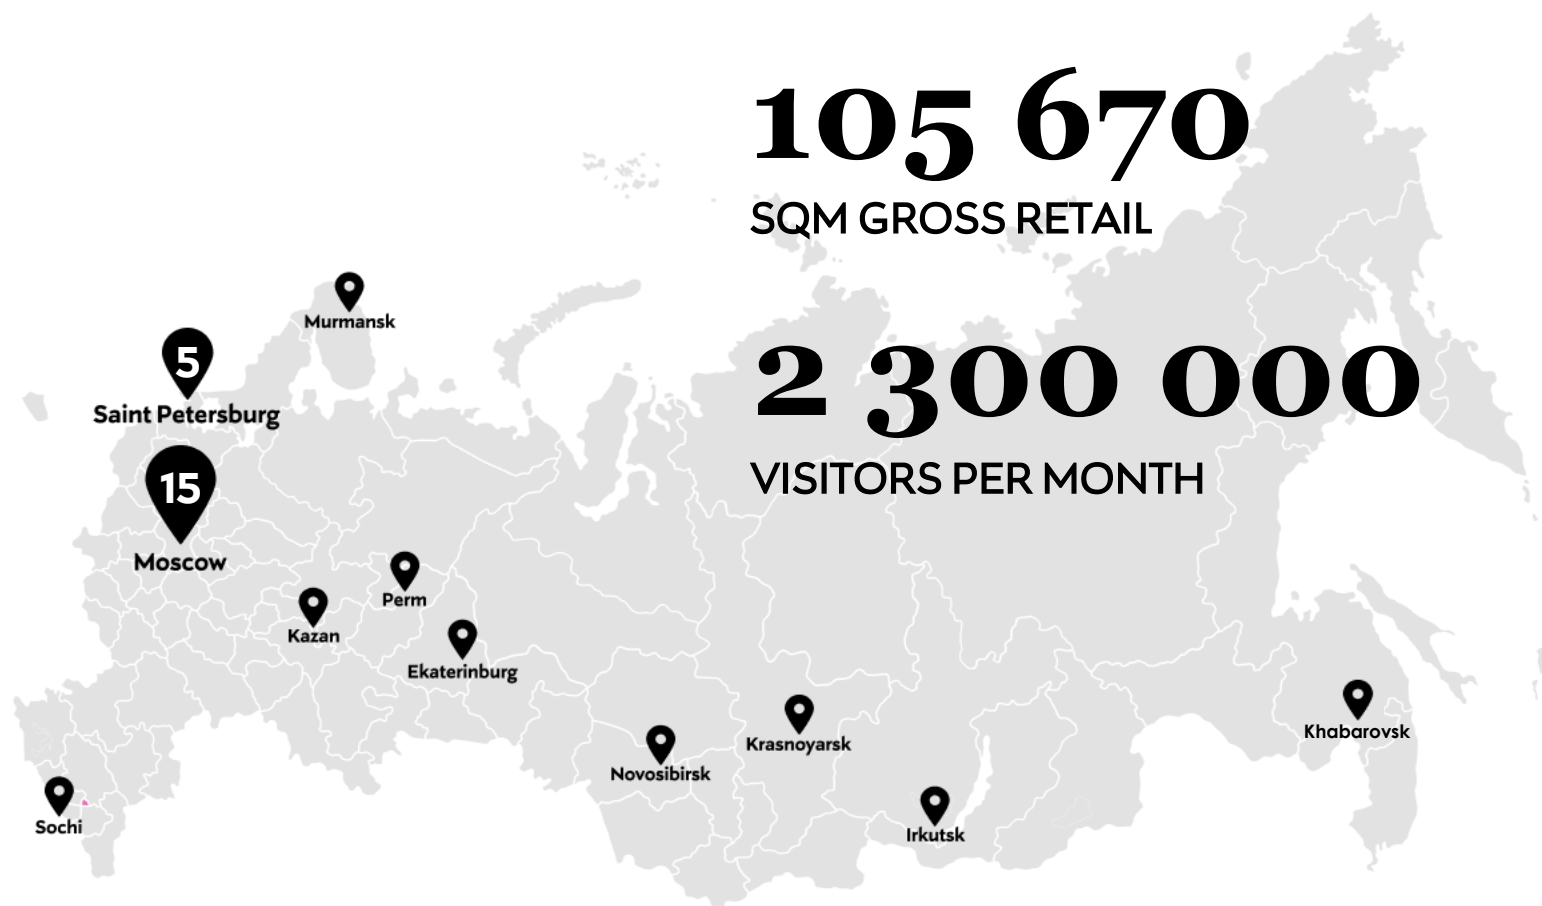 105 670
SQM GROSS RETAIL
2 300 000
VISITORS PER MONTH
Murmansk
5
Saint Petersburg
15
Moscow
Perm
Kazan
Ekaterinburg
Krasnoyarsk
Novosibirsk
Khabarovsk
Sochi
Irkutsk